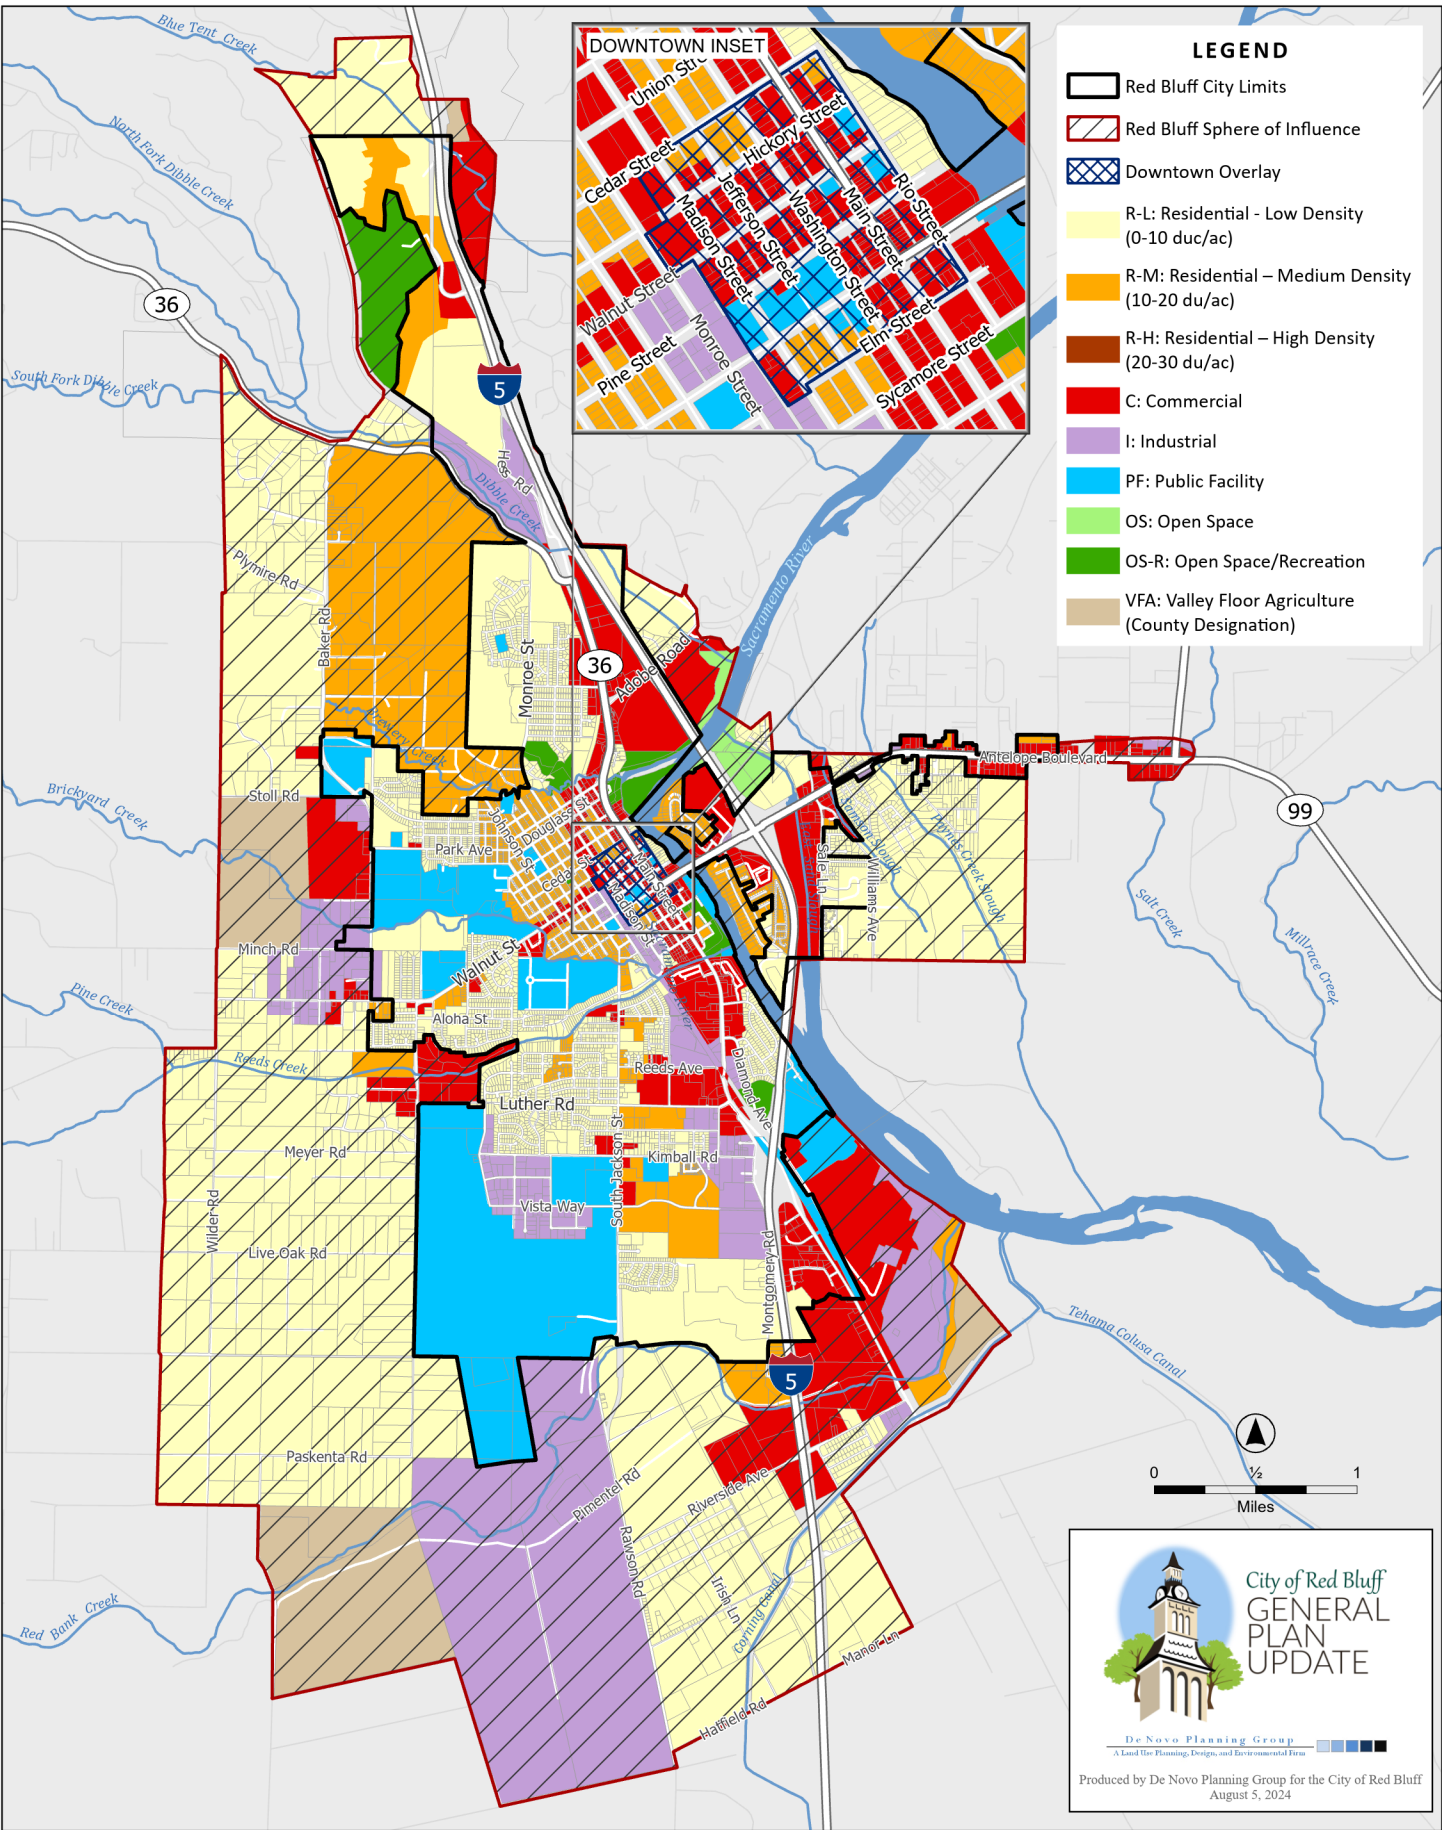 DOWNTOWN INSET
Union Stre
Cedar Street
Hickory Street
Jefferson Street
Madison Street
Washington Street
Main Street
Rio Street
Walnut Street
Monroe Street
Pine Street
Elm Street
Sycamore Street
LEGEND
Red Bluff City Limits
Red Bluff Sphere of Influence
Downtown Overlay
R-L: Residential - Low Density
(0-10 duc/ac)
R-M: Residential – Medium Density
(10-20 du/ac)
R-H: Residential – High Density
(20-30 du/ac)
C: Commercial
I: Industrial
PF: Public Facility
OS: Open Space
OS-R: Open Space/Recreation
VFA: Valley Floor Agriculture
(County Designation)
Blue Tent Creek
North Fork Dibble Creek
36
South Fork Dibble Creek
5
Hess Rd
Dibble Creek
Plymire Rd
Baker Rd
Monroe St
36
Adobe Road
Sacramento River
Brewery Creek
Antelope Boulevard
99
Stoll Rd
Brickyard Creek
Johnson St
Douglass St
Park Ave
Cedar St
Main Street
Madison St
Samson Slough
Paynes Creek Slough
Sale Ln
Williams Ave
Salt Creek
Millrace Creek
Minch Rd
Walnut St
Pine Creek
Aloha St
Reeds Creek
Reeds Ave
Diamond Ave
Luther Rd
South Jackson St
Meyer Rd
Kimball Rd
Wilder Rd
Vista Way
Live Oak Rd
Montgomery Rd
Tehama Colusa Canal
5
Paskenta Rd
Pimentel Rd
Riverside Ave
Rawson Rd
Irish Ln
Corning Canal
Red Bank Creek
Manor Ln
Hatfield Rd
0 ½ 1
Miles
City of Red Bluff
GENERAL
PLAN
UPDATE
De Novo Planning Group
A Land Use Planning, Design, and Environmental Firm
Produced by De Novo Planning Group for the City of Red Bluff
August 5, 2024